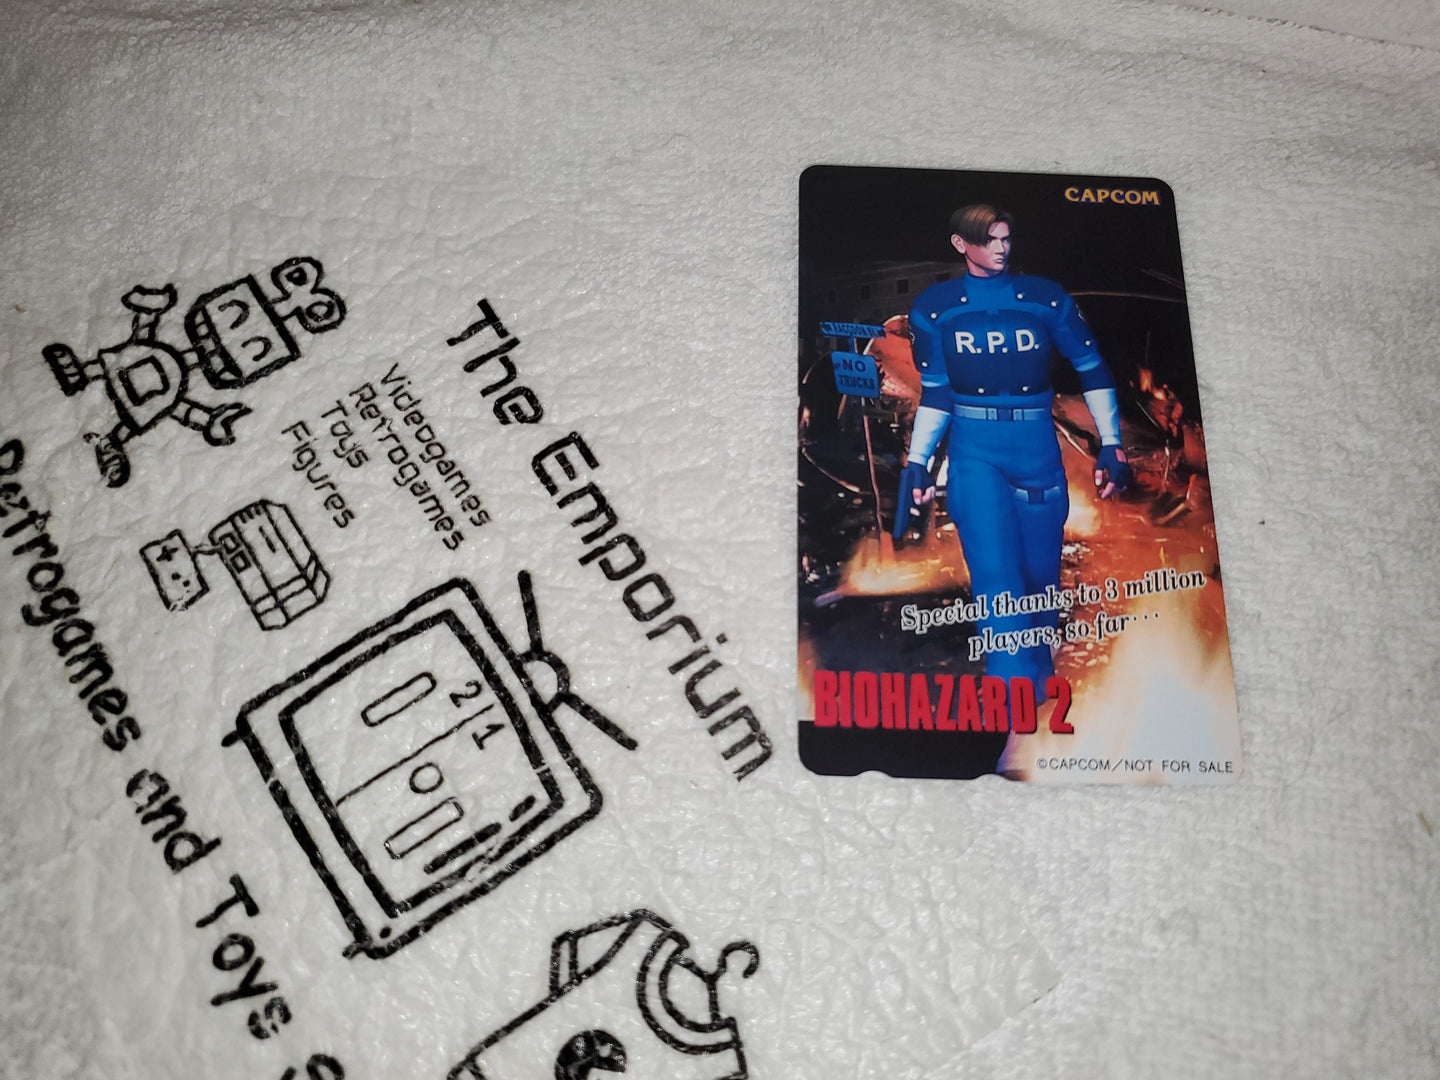 The Emporium
Videogames
Retrogames
Toys
Figures
Retrogames and Toys
2 1
CAPCOM
R.P.D.
NO
TRUCKS
Special thanks to 3 million
players, so far...
BIOHAZARD 2
©CAPCOM/NOT FOR SALE